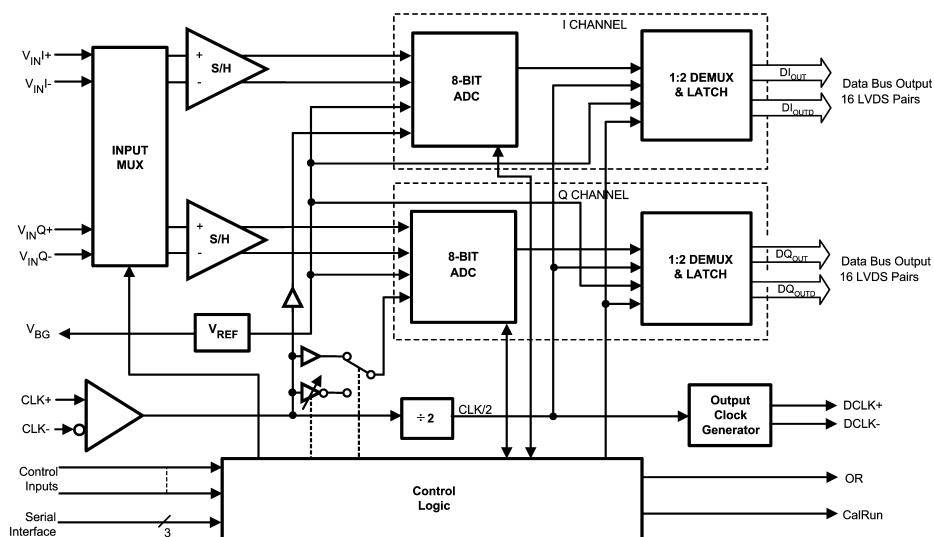 I CHANNEL
VINI+
VINI-
+
-
S/H
8-BIT
ADC
1:2 DEMUX
& LATCH
DIOUT
DIOUTD
Data Bus Output
16 LVDS Pairs
INPUT
MUX
Q CHANNEL
VINQ+
VINQ-
+
-
S/H
8-BIT
ADC
1:2 DEMUX
& LATCH
DQOUT
DQOUTD
Data Bus Output
16 LVDS Pairs
VBG
VREF
CLK+
CLK-
÷ 2
CLK/2
Output
Clock
Generator
DCLK+
DCLK-
Control
Inputs
Serial
Interface
3
Control
Logic
OR
CalRun